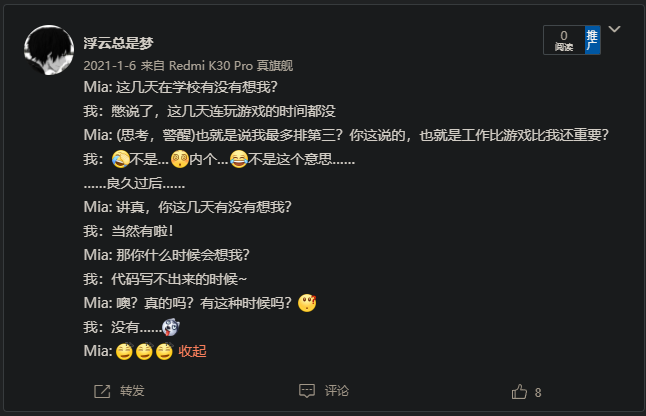 浮云总是梦
0
阅读
推广
2021-1-6 来自 Redmi K30 Pro 真旗舰
Mia: 这几天在学校有没有想我？
我：憋说了，这几天连玩游戏的时间都没
Mia: (思考，警醒)也就是说我最多排第三？你这说的，也就是工作比游戏比我还重要？
我：🤣不是...😵内个...😂不是这个意思......
......良久过后......
Mia: 讲真，你这几天有没有想我？
我：当然有啦！
Mia: 那你什么时候会想我？
我：代码写不出来的时候~
Mia: 噢？真的吗？有这种时候吗？
我：没有......
Mia: 收起
转发
评论
8